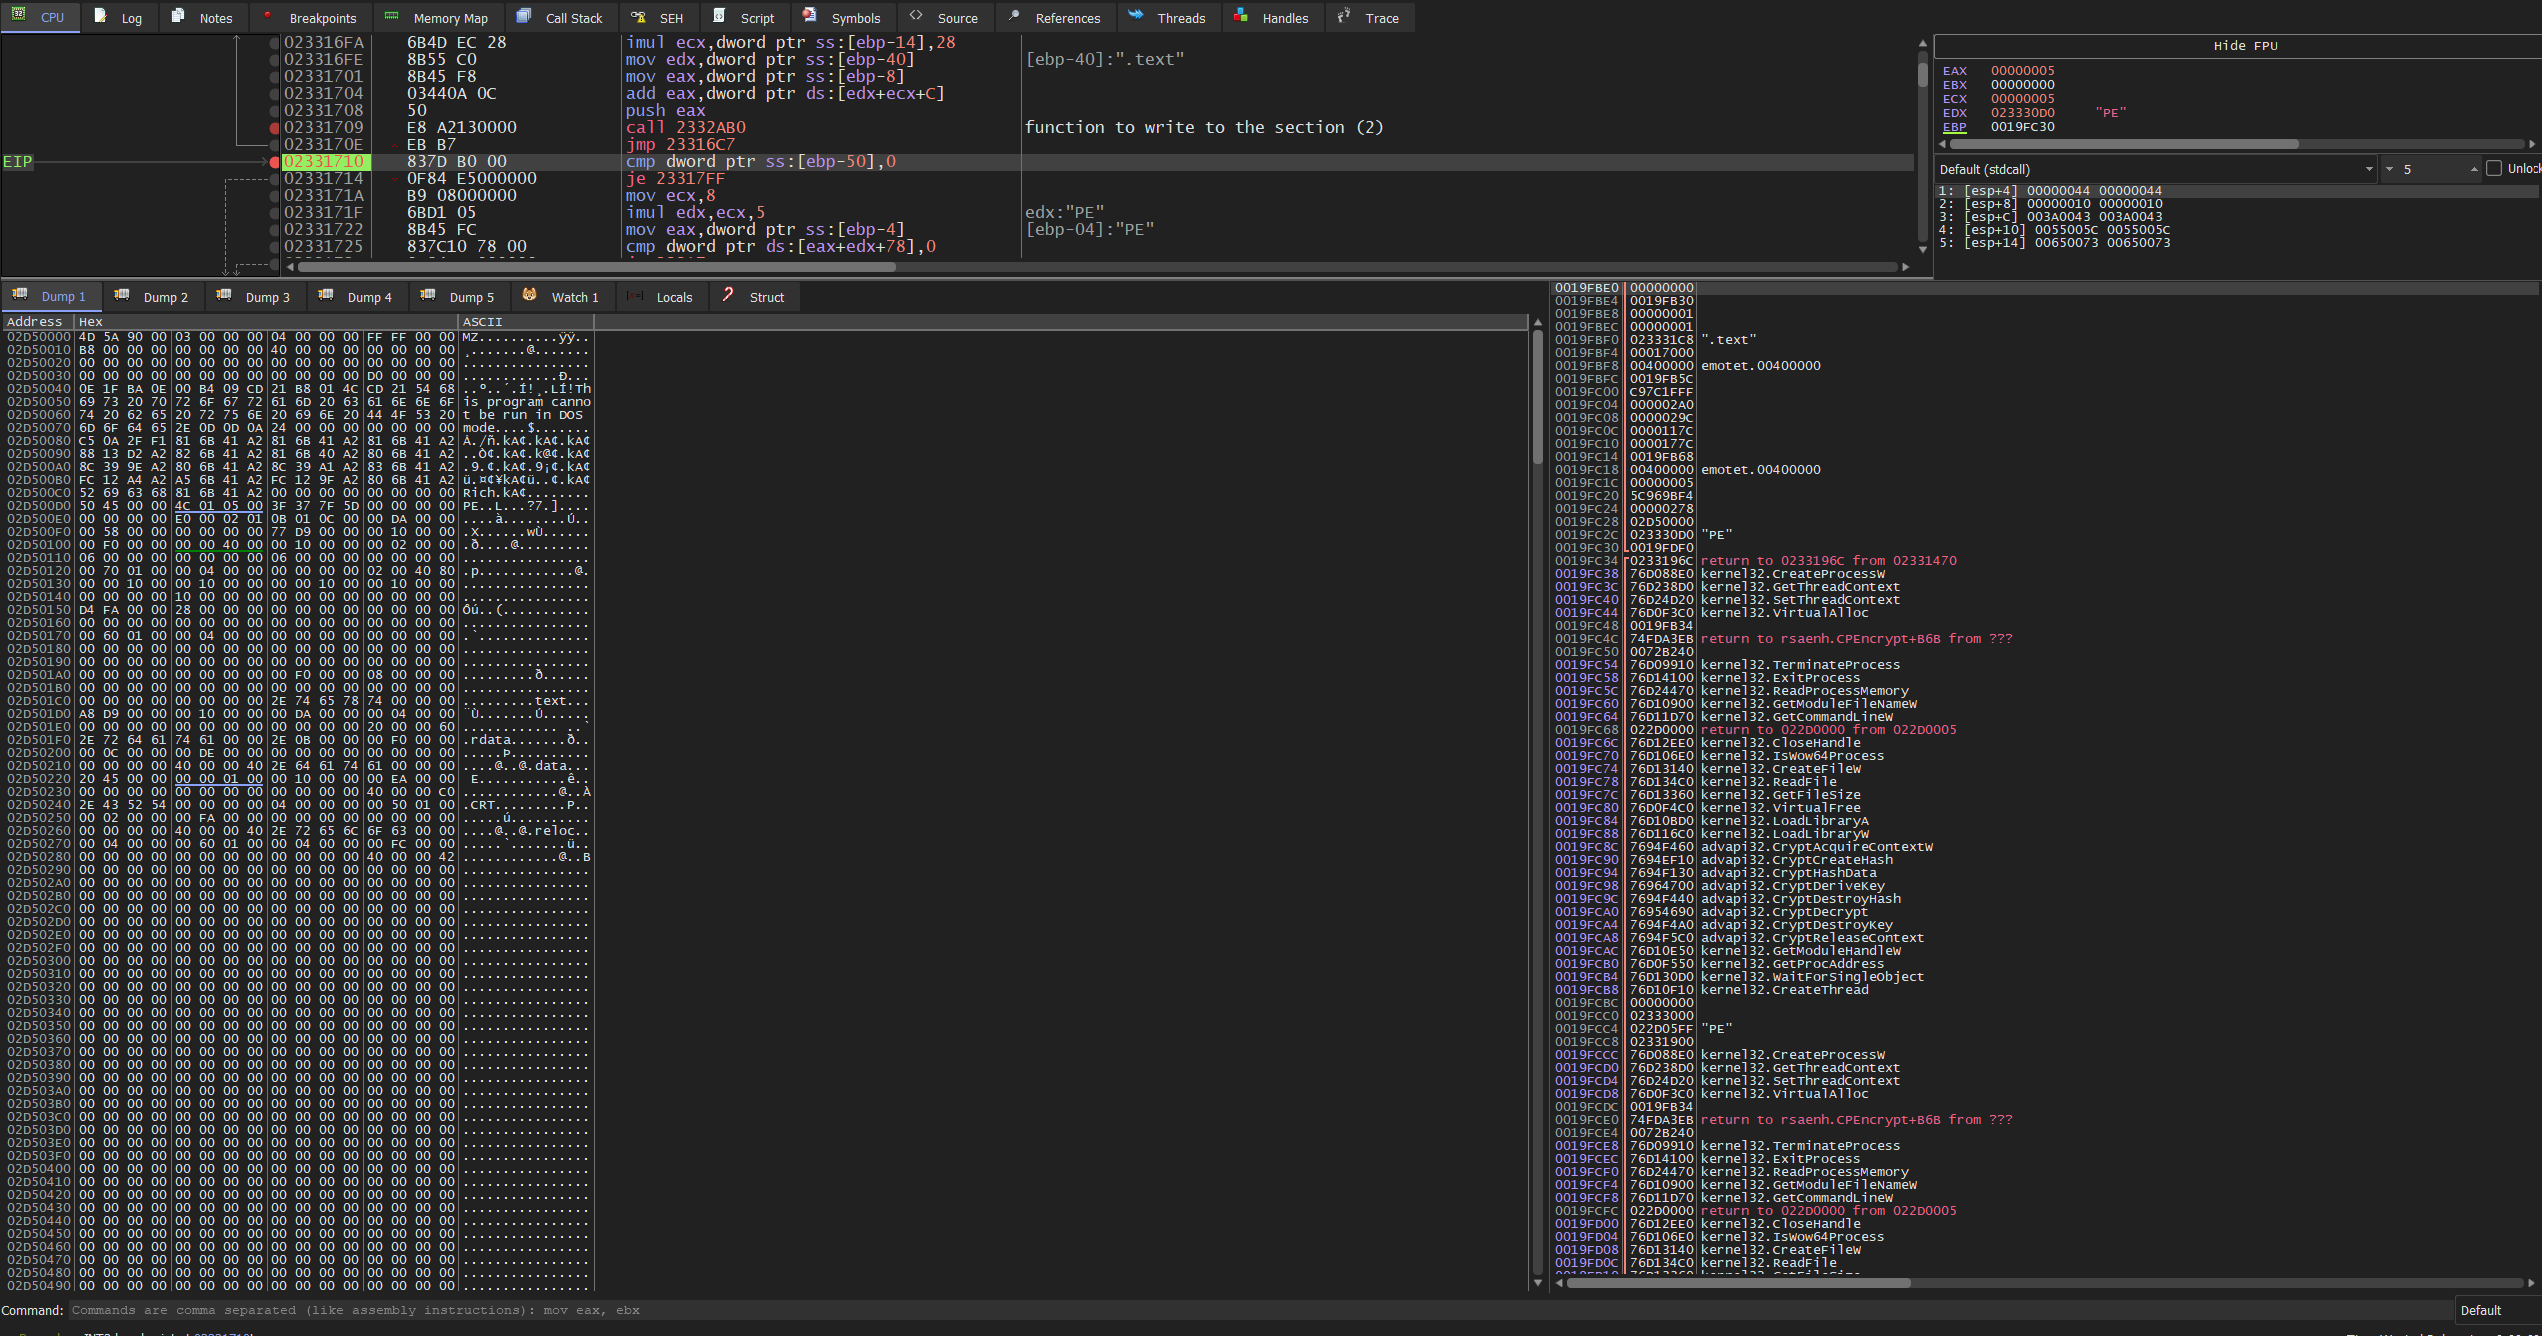 CPU Log Notes Breakpoints Memory Map Call Stack SEH Script Symbols Source References Threads Handles Trace
023316FA 6B4D EC 28 imul ecx,dword ptr ss:[ebp-14],28
023316FE 8B55 C0 mov edx,dword ptr ss:[ebp-40] [ebp-40]:".text"
02331701 8B45 F8 mov eax,dword ptr ss:[ebp-8]
02331704 03440A 0C add eax,dword ptr ds:[edx+ecx+C]
02331708 50 push eax
02331709 E8 A2130000 call 2332AB0 function to write to the section (2)
0233170E EB B7 jmp 23316C7
EIP 02331710 837D B0 00 cmp dword ptr ss:[ebp-50],0
02331714 0F84 E5000000 je 23317FF
0233171A B9 08000000 mov ecx,8
0233171F 6BD1 05 imul edx,ecx,5 edx:"PE"
02331722 8B45 FC mov eax,dword ptr ss:[ebp-4] [ebp-04]:"PE"
02331725 837C10 78 00 cmp dword ptr ds:[eax+edx+78],0
Hide FPU
EAX 00000005
EBX 00000000
ECX 00000005
EDX 023330D0 "PE"
EBP 0019FC30
Default (stdcall) 5 Unlock
1: [esp+4] 00000044 00000044
2: [esp+8] 00000010 00000010
3: [esp+C] 003A0043 003A0043
4: [esp+10] 0055005C 0055005C
5: [esp+14] 00650073 00650073
Dump 1 Dump 2 Dump 3 Dump 4 Dump 5 Watch 1 Locals Struct
Address Hex ASCII
02D50000 4D 5A 90 00 03 00 00 00 04 00 00 00 FF FF 00 00 MZ..........ÿÿ..
02D50010 B8 00 00 00 00 00 00 00 40 00 00 00 00 00 00 00 ¸.......@.......
02D50020 00 00 00 00 00 00 00 00 00 00 00 00 00 00 00 00 ................
02D50030 00 00 00 00 00 00 00 00 00 00 00 00 D0 00 00 00 ............Ð...
02D50040 0E 1F BA 0E 00 B4 09 CD 21 B8 01 4C CD 21 54 68 ..º..´.Í!¸.LÍ!Th
02D50050 69 73 20 70 72 6F 67 72 61 6D 20 63 61 6E 6E 6F is program canno
02D50060 74 20 62 65 20 72 75 6E 20 69 6E 20 44 4F 53 20 t be run in DOS
02D50070 6D 6F 64 65 2E 0D 0D 0A 24 00 00 00 00 00 00 00 mode....$.......
02D50080 C5 0A 2F F1 81 6B 41 A2 81 6B 41 A2 81 6B 41 A2 Å./ñ.kA¢.kA¢.kA¢
02D50090 88 13 D2 A2 82 6B 41 A2 81 6B 40 A2 80 6B 41 A2 ..Ò¢.kA¢.k@¢.kA¢
02D500A0 8C 39 9E A2 80 6B 41 A2 8C 39 A1 A2 83 6B 41 A2 .9.¢.kA¢.9¡¢.kA¢
02D500B0 FC 12 A4 A2 A5 6B 41 A2 FC 12 9F A2 80 6B 41 A2 ü.¤¢¥kA¢ü..¢.kA¢
02D500C0 52 69 63 68 81 6B 41 A2 00 00 00 00 00 00 00 00 Rich.kA¢........
02D500D0 50 45 00 00 4C 01 05 00 3F 37 7F 5D 00 00 00 00 PE..L...?7.]....
02D500E0 00 00 00 00 E0 00 02 01 0B 01 0C 00 00 DA 00 00 ....à........Ú..
02D500F0 00 58 00 00 00 00 00 00 77 D9 00 00 00 10 00 00 .X......wÙ......
02D50100 00 F0 00 00 00 00 40 00 00 10 00 00 00 02 00 00 .ð....@.........
02D50110 06 00 00 00 00 00 00 00 06 00 00 00 00 00 00 00 ................
02D50120 00 70 01 00 00 04 00 00 00 00 00 00 02 00 40 80 .p............@.
02D50130 00 00 10 00 00 10 00 00 00 00 10 00 00 10 00 00 ................
02D50140 00 00 00 00 10 00 00 00 00 00 00 00 00 00 00 00 ................
02D50150 D4 FA 00 00 28 00 00 00 00 00 00 00 00 00 00 00 Ôú..(...........
02D50160 00 00 00 00 00 00 00 00 00 00 00 00 00 00 00 00 ................
02D50170 00 60 01 00 00 04 00 00 00 00 00 00 00 00 00 00 .`..............
02D50180 00 00 00 00 00 00 00 00 00 00 00 00 00 00 00 00 ................
02D50190 00 00 00 00 00 00 00 00 00 00 00 00 00 00 00 00 ................
02D501A0 00 00 00 00 00 00 00 00 00 F0 00 00 08 00 00 00 .........ð......
02D501B0 00 00 00 00 00 00 00 00 00 00 00 00 00 00 00 00 ................
02D501C0 00 00 00 00 00 00 00 00 2E 74 65 78 74 00 00 00 .........text...
02D501D0 A8 D9 00 00 00 10 00 00 00 DA 00 00 00 04 00 00 ¨Ù.......Ú......
02D501E0 00 00 00 00 00 00 00 00 00 00 00 00 20 00 00 60 ............ ..`
02D501F0 2E 72 64 61 74 61 00 00 2E 0B 00 00 00 F0 00 00 .rdata.......ð..
02D50200 00 0C 00 00 00 DE 00 00 00 00 00 00 00 00 00 00 .....Þ..........
02D50210 00 00 00 00 40 00 00 40 2E 64 61 74 61 00 00 00 ....@..@.data...
02D50220 20 45 00 00 00 00 01 00 00 10 00 00 00 EA 00 00  E...........ê..
02D50230 00 00 00 00 00 00 00 00 00 00 00 00 40 00 00 C0 ............@..À
02D50240 2E 43 52 54 00 00 00 00 04 00 00 00 00 50 01 00 .CRT.........P..
02D50250 00 02 00 00 00 FA 00 00 00 00 00 00 00 00 00 00 .....ú..........
02D50260 00 00 00 00 40 00 00 40 2E 72 65 6C 6F 63 00 00 ....@..@.reloc..
02D50270 00 04 00 00 00 60 01 00 00 04 00 00 00 FC 00 00 .....`.......ü..
02D50280 00 00 00 00 00 00 00 00 00 00 00 00 40 00 00 42 ............@..B
02D50290 00 00 00 00 00 00 00 00 00 00 00 00 00 00 00 00 ................
02D502A0 00 00 00 00 00 00 00 00 00 00 00 00 00 00 00 00 ................
02D502B0 00 00 00 00 00 00 00 00 00 00 00 00 00 00 00 00 ................
02D502C0 00 00 00 00 00 00 00 00 00 00 00 00 00 00 00 00 ................
02D502D0 00 00 00 00 00 00 00 00 00 00 00 00 00 00 00 00 ................
02D502E0 00 00 00 00 00 00 00 00 00 00 00 00 00 00 00 00 ................
02D502F0 00 00 00 00 00 00 00 00 00 00 00 00 00 00 00 00 ................
02D50300 00 00 00 00 00 00 00 00 00 00 00 00 00 00 00 00 ................
02D50310 00 00 00 00 00 00 00 00 00 00 00 00 00 00 00 00 ................
02D50320 00 00 00 00 00 00 00 00 00 00 00 00 00 00 00 00 ................
02D50330 00 00 00 00 00 00 00 00 00 00 00 00 00 00 00 00 ................
02D50340 00 00 00 00 00 00 00 00 00 00 00 00 00 00 00 00 ................
02D50350 00 00 00 00 00 00 00 00 00 00 00 00 00 00 00 00 ................
02D50360 00 00 00 00 00 00 00 00 00 00 00 00 00 00 00 00 ................
02D50370 00 00 00 00 00 00 00 00 00 00 00 00 00 00 00 00 ................
02D50380 00 00 00 00 00 00 00 00 00 00 00 00 00 00 00 00 ................
02D50390 00 00 00 00 00 00 00 00 00 00 00 00 00 00 00 00 ................
02D503A0 00 00 00 00 00 00 00 00 00 00 00 00 00 00 00 00 ................
02D503B0 00 00 00 00 00 00 00 00 00 00 00 00 00 00 00 00 ................
02D503C0 00 00 00 00 00 00 00 00 00 00 00 00 00 00 00 00 ................
02D503D0 00 00 00 00 00 00 00 00 00 00 00 00 00 00 00 00 ................
02D503E0 00 00 00 00 00 00 00 00 00 00 00 00 00 00 00 00 ................
02D503F0 00 00 00 00 00 00 00 00 00 00 00 00 00 00 00 00 ................
02D50400 00 00 00 00 00 00 00 00 00 00 00 00 00 00 00 00 ................
02D50410 00 00 00 00 00 00 00 00 00 00 00 00 00 00 00 00 ................
02D50420 00 00 00 00 00 00 00 00 00 00 00 00 00 00 00 00 ................
02D50430 00 00 00 00 00 00 00 00 00 00 00 00 00 00 00 00 ................
02D50440 00 00 00 00 00 00 00 00 00 00 00 00 00 00 00 00 ................
02D50450 00 00 00 00 00 00 00 00 00 00 00 00 00 00 00 00 ................
02D50460 00 00 00 00 00 00 00 00 00 00 00 00 00 00 00 00 ................
02D50470 00 00 00 00 00 00 00 00 00 00 00 00 00 00 00 00 ................
02D50480 00 00 00 00 00 00 00 00 00 00 00 00 00 00 00 00 ................
02D50490 00 00 00 00 00 00 00 00 00 00 00 00 00 00 00 00 ................
0019FBE0 00000000
0019FBE4 0019FB30
0019FBE8 00000001
0019FBEC 00000001
0019FBF0 023331C8 ".text"
0019FBF4 00017000
0019FBF8 00400000 emotet.00400000
0019FBFC 0019FB5C
0019FC00 C97C1FFF
0019FC04 000002A0
0019FC08 0000029C
0019FC0C 0000117C
0019FC10 0000177C
0019FC14 0019FB68
0019FC18 00400000 emotet.00400000
0019FC1C 00000005
0019FC20 5C969BF4
0019FC24 00000278
0019FC28 02D50000
0019FC2C 023330D0 "PE"
0019FC30 0019FDF0
0019FC34 0233196C return to 0233196C from 02331470
0019FC38 76D088E0 kernel32.CreateProcessW
0019FC3C 76D238D0 kernel32.GetThreadContext
0019FC40 76D24D20 kernel32.SetThreadContext
0019FC44 76D0F3C0 kernel32.VirtualAlloc
0019FC48 0019FB34
0019FC4C 74FDA3EB return to rsaenh.CPEncrypt+B6B from ???
0019FC50 0072B240
0019FC54 76D09910 kernel32.TerminateProcess
0019FC58 76D14100 kernel32.ExitProcess
0019FC5C 76D24470 kernel32.ReadProcessMemory
0019FC60 76D10900 kernel32.GetModuleFileNameW
0019FC64 76D11D70 kernel32.GetCommandLineW
0019FC68 022D0000 return to 022D0000 from 022D0005
0019FC6C 76D12EE0 kernel32.CloseHandle
0019FC70 76D106E0 kernel32.IsWow64Process
0019FC74 76D13140 kernel32.CreateFileW
0019FC78 76D134C0 kernel32.ReadFile
0019FC7C 76D13360 kernel32.GetFileSize
0019FC80 76D0F4C0 kernel32.VirtualFree
0019FC84 76D10BD0 kernel32.LoadLibraryA
0019FC88 76D116C0 kernel32.LoadLibraryW
0019FC8C 7694F460 advapi32.CryptAcquireContextW
0019FC90 7694EF10 advapi32.CryptCreateHash
0019FC94 7694F130 advapi32.CryptHashData
0019FC98 76964700 advapi32.CryptDeriveKey
0019FC9C 7694F440 advapi32.CryptDestroyHash
0019FCA0 76954690 advapi32.CryptDecrypt
0019FCA4 7694F4A0 advapi32.CryptDestroyKey
0019FCA8 7694F5C0 advapi32.CryptReleaseContext
0019FCAC 76D10E50 kernel32.GetModuleHandleW
0019FCB0 76D0F550 kernel32.GetProcAddress
0019FCB4 76D130D0 kernel32.WaitForSingleObject
0019FCB8 76D10F10 kernel32.CreateThread
0019FCBC 00000000
0019FCC0 02333000
0019FCC4 022D05FF "PE"
0019FCC8 02331900
0019FCCC 76D088E0 kernel32.CreateProcessW
0019FCD0 76D238D0 kernel32.GetThreadContext
0019FCD4 76D24D20 kernel32.SetThreadContext
0019FCD8 76D0F3C0 kernel32.VirtualAlloc
0019FCDC 0019FB34
0019FCE0 74FDA3EB return to rsaenh.CPEncrypt+B6B from ???
0019FCE4 0072B240
0019FCE8 76D09910 kernel32.TerminateProcess
0019FCEC 76D14100 kernel32.ExitProcess
0019FCF0 76D24470 kernel32.ReadProcessMemory
0019FCF4 76D10900 kernel32.GetModuleFileNameW
0019FCF8 76D11D70 kernel32.GetCommandLineW
0019FCFC 022D0000 return to 022D0000 from 022D0005
0019FD00 76D12EE0 kernel32.CloseHandle
0019FD04 76D106E0 kernel32.IsWow64Process
0019FD08 76D13140 kernel32.CreateFileW
0019FD0C 76D134C0 kernel32.ReadFile
Command: Commands are comma separated (like assembly instructions): mov eax, ebx Default